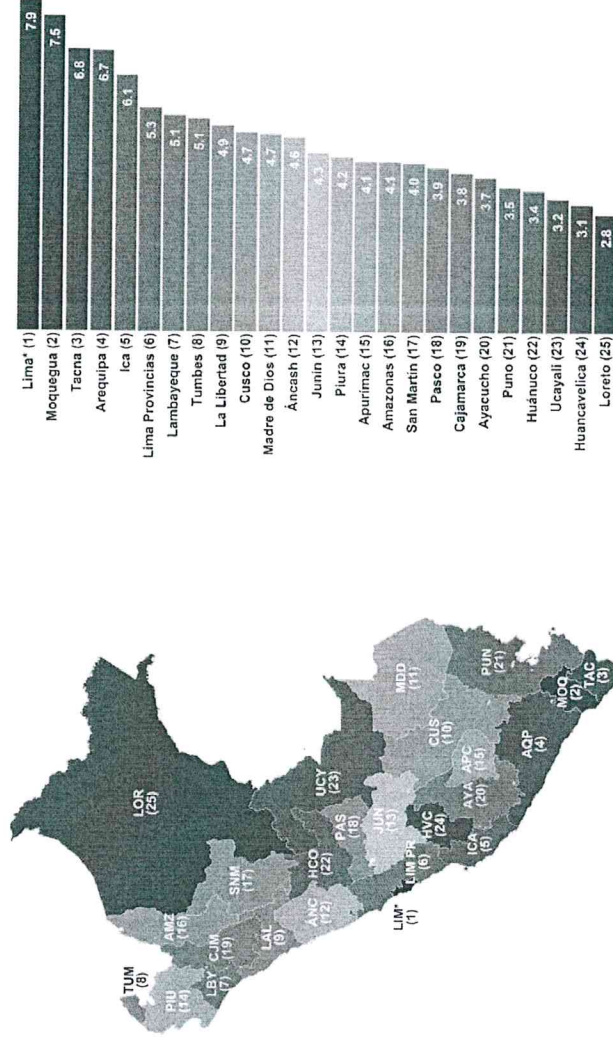 TUM
(8)
PIU
(14)
LBY
(7)
AMZ
(16)
CJM
(19)
LAL
(9)
SNM
(17)
LOR
(25)
ÁNC
(12)
HCO
(22)
UCY
(23)
PAS
(18)
JUN
(13)
LIM*
(1)
LIM PR
(6)
HVC
(24)
ICA
(5)
AYA
(20)
APC
(15)
CUS
(10)
MDD
(11)
AQP
(4)
PUN
(21)
MOQ
(2)
TAC
(3)
Lima* (1) 7.9
Moquegua (2) 7.5
Tacna (3) 6.8
Arequipa (4) 6.7
Ica (5) 6.1
Lima Provincias (6) 5.3
Lambayeque (7) 5.1
Tumbes (8) 5.1
La Libertad (9) 4.9
Cusco (10) 4.7
Madre de Dios (11) 4.7
Áncash (12) 4.6
Junín (13) 4.3
Piura (14) 4.2
Apurímac (15) 4.1
Amazonas (16) 4.1
San Martín (17) 4.0
Pasco (18) 3.9
Cajamarca (19) 3.8
Ayacucho (20) 3.7
Puno (21) 3.5
Huánuco (22) 3.4
Ucayali (23) 3.2
Huancavelica (24) 3.1
Loreto (25) 2.8